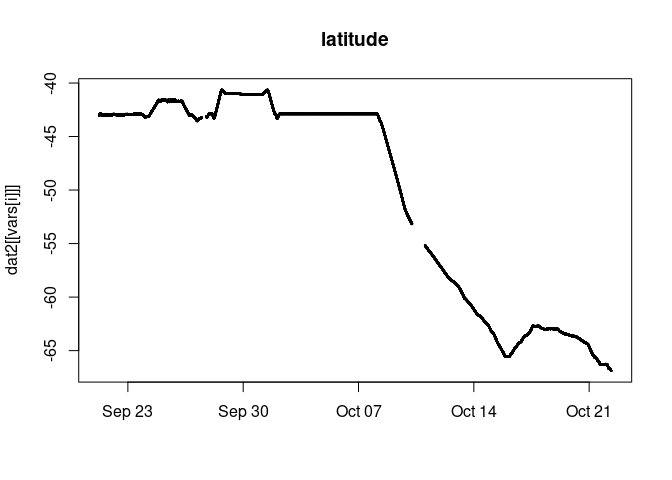 latitude
dat2[[vars[i]]]
-40
-45
-50
-55
-60
-65
Sep 23
Sep 30
Oct 07
Oct 14
Oct 21